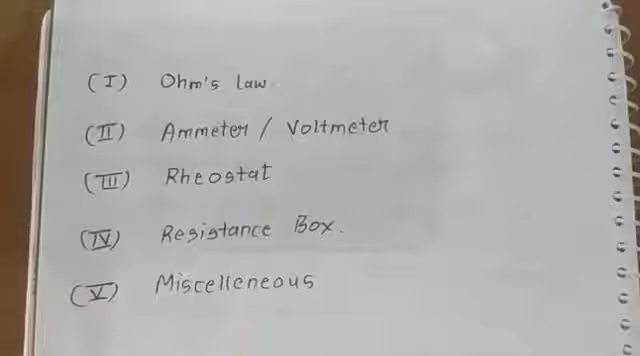 (I) Ohm's Law.
(II) Ammeter / Voltmeter
(III) Rheostat
(IV) Resistance Box.
(V) Miscelleneous